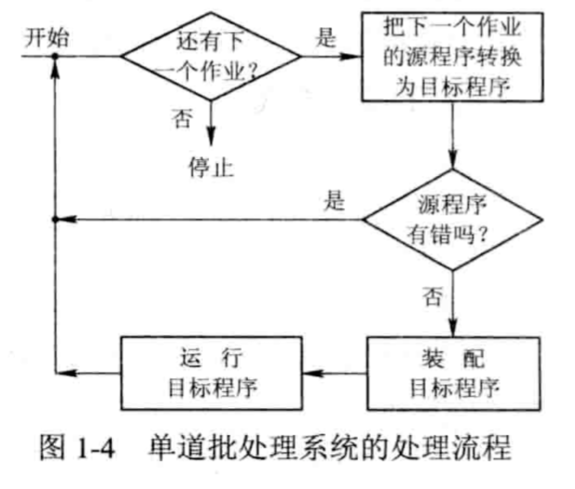 开始
还有下
一个作业?
是
把下一个作业
的源程序转换
为目标程序
否
停止
源程序
有错吗?
是
否
装 配
目标程序
运 行
目标程序
图 1-4 单道批处理系统的处理流程